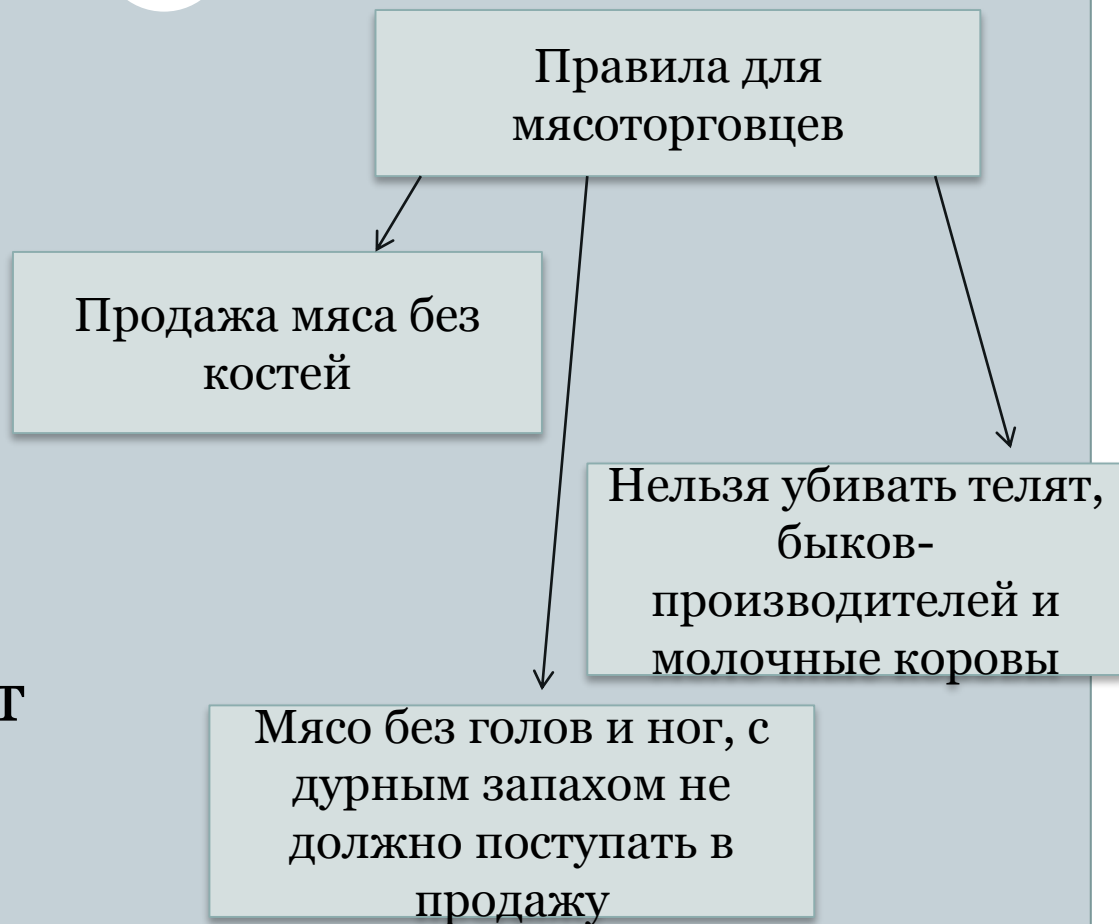 Правила для
мясоторговцев
Продажа мяса без
костей
Нельзя убивать телят,
быков-
производителей и
молочные коровы
т
Мясо без голов и ног, с
дурным запахом не
должно поступать в
продажу